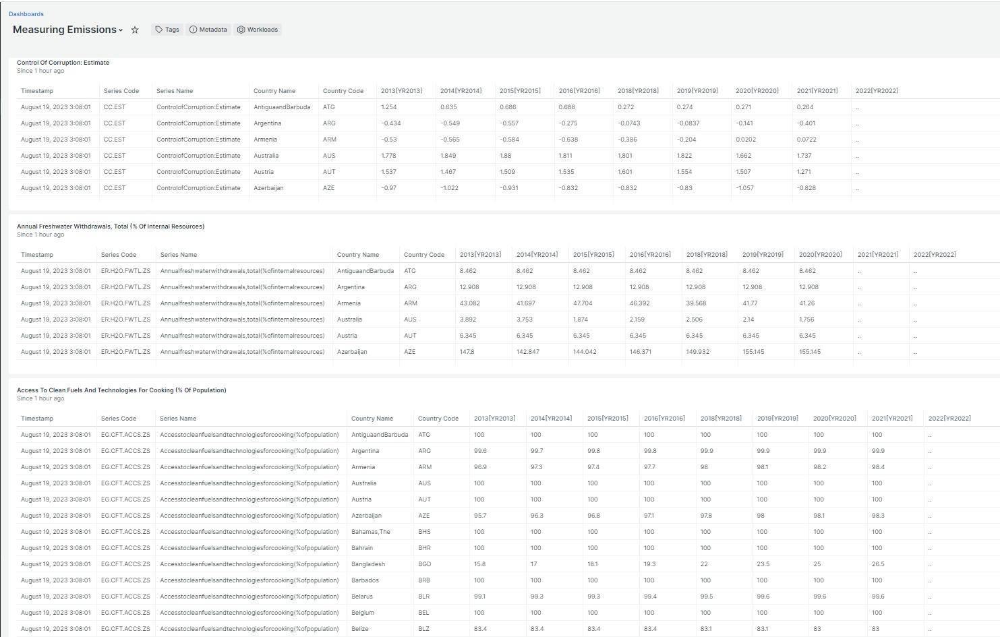 Dashboards
Measuring Emissions
Tags Metadata Workloads
Control Of Corruption: Estimate
Since 1 hour ago
Timestamp Series Code Series Name Country Name Country Code 2013[YR2013] 2014[YR2014] 2015[YR2015] 2016[YR2016] 2018[YR2018] 2019[YR2019] 2020[YR2020] 2021[YR2021] 2022[YR2022]
August 19, 2023 3:08:01 CC.EST ControlofCorruption:Estimate AntiguaandBarbuda ATG 1.254 0.635 0.686 0.688 0.272 0.274 0.271 0.264 ..
August 19, 2023 3:08:01 CC.EST ControlofCorruption:Estimate Argentina ARG -0.434 -0.549 -0.557 -0.275 -0.0743 -0.0837 -0.141 -0.401 ..
August 19, 2023 3:08:01 CC.EST ControlofCorruption:Estimate Armenia ARM -0.53 -0.565 -0.584 -0.638 -0.386 -0.204 0.0202 0.0722 ..
August 19, 2023 3:08:01 CC.EST ControlofCorruption:Estimate Australia AUS 1.778 1.849 1.88 1.811 1.801 1.822 1.662 1.737 ..
August 19, 2023 3:08:01 CC.EST ControlofCorruption:Estimate Austria AUT 1.537 1.467 1.509 1.535 1.601 1.554 1.507 1.271 ..
August 19, 2023 3:08:01 CC.EST ControlofCorruption:Estimate Azerbaijan AZE -0.97 -1.022 -0.931 -0.832 -0.832 -0.83 -1.057 -0.828 ..
Annual Freshwater Withdrawals, Total (% Of Internal Resources)
Since 1 hour ago
Timestamp Series Code Series Name Country Name Country Code 2013[YR2013] 2014[YR2014] 2015[YR2015] 2016[YR2016] 2018[YR2018] 2019[YR2019] 2020[YR2020] 2021[YR2021] 2022[YR2022]
August 19, 2023 3:08:01 ER.H2O.FWTL.ZS Annualfreshwaterwithdrawals,total(%ofinternalresources) AntiguaandBarbuda ATG 8.462 8.462 8.462 8.462 8.462 8.462 8.462 .. ..
August 19, 2023 3:08:01 ER.H2O.FWTL.ZS Annualfreshwaterwithdrawals,total(%ofinternalresources) Argentina ARG 12.908 12.908 12.908 12.908 12.908 12.908 12.908 .. ..
August 19, 2023 3:08:01 ER.H2O.FWTL.ZS Annualfreshwaterwithdrawals,total(%ofinternalresources) Armenia ARM 43.082 41.697 47.704 46.392 39.568 41.77 41.26 .. ..
August 19, 2023 3:08:01 ER.H2O.FWTL.ZS Annualfreshwaterwithdrawals,total(%ofinternalresources) Australia AUS 3.892 3.753 1.874 2.159 2.506 2.14 1.756 .. ..
August 19, 2023 3:08:01 ER.H2O.FWTL.ZS Annualfreshwaterwithdrawals,total(%ofinternalresources) Austria AUT 6.345 6.345 6.345 6.345 6.345 6.345 6.345 .. ..
August 19, 2023 3:08:01 ER.H2O.FWTL.ZS Annualfreshwaterwithdrawals,total(%ofinternalresources) Azerbaijan AZE 147.8 142.847 144.042 146.371 149.932 155.145 155.145 .. ..
Access To Clean Fuels And Technologies For Cooking (% Of Population)
Since 1 hour ago
Timestamp Series Code Series Name Country Name Country Code 2013[YR2013] 2014[YR2014] 2015[YR2015] 2016[YR2016] 2018[YR2018] 2019[YR2019] 2020[YR2020] 2021[YR2021] 2022[YR2022]
August 19, 2023 3:08:01 EG.CFT.ACCS.ZS Accesstocleanfuelsandtechnologiesforcooking(%ofpopulation) AntiguaandBarbuda ATG 100 100 100 100 100 100 100 100 ..
August 19, 2023 3:08:01 EG.CFT.ACCS.ZS Accesstocleanfuelsandtechnologiesforcooking(%ofpopulation) Argentina ARG 99.6 99.7 99.8 99.8 99.9 99.9 99.9 99.9 ..
August 19, 2023 3:08:01 EG.CFT.ACCS.ZS Accesstocleanfuelsandtechnologiesforcooking(%ofpopulation) Armenia ARM 96.9 97.3 97.4 97.7 98 98.1 98.2 98.4 ..
August 19, 2023 3:08:01 EG.CFT.ACCS.ZS Accesstocleanfuelsandtechnologiesforcooking(%ofpopulation) Australia AUS 100 100 100 100 100 100 100 100 ..
August 19, 2023 3:08:01 EG.CFT.ACCS.ZS Accesstocleanfuelsandtechnologiesforcooking(%ofpopulation) Austria AUT 100 100 100 100 100 100 100 100 ..
August 19, 2023 3:08:01 EG.CFT.ACCS.ZS Accesstocleanfuelsandtechnologiesforcooking(%ofpopulation) Azerbaijan AZE 95.7 96.3 96.8 97.1 97.8 98 98.1 98.3 ..
August 19, 2023 3:08:01 EG.CFT.ACCS.ZS Accesstocleanfuelsandtechnologiesforcooking(%ofpopulation) Bahamas,The BHS 100 100 100 100 100 100 100 100 ..
August 19, 2023 3:08:01 EG.CFT.ACCS.ZS Accesstocleanfuelsandtechnologiesforcooking(%ofpopulation) Bahrain BHR 100 100 100 100 100 100 100 100 ..
August 19, 2023 3:08:01 EG.CFT.ACCS.ZS Accesstocleanfuelsandtechnologiesforcooking(%ofpopulation) Bangladesh BGD 15.8 17 18.1 19.3 22 23.5 25 26.5 ..
August 19, 2023 3:08:01 EG.CFT.ACCS.ZS Accesstocleanfuelsandtechnologiesforcooking(%ofpopulation) Barbados BRB 100 100 100 100 100 100 100 100 ..
August 19, 2023 3:08:01 EG.CFT.ACCS.ZS Accesstocleanfuelsandtechnologiesforcooking(%ofpopulation) Belarus BLR 99.1 99.3 99.3 99.4 99.5 99.6 99.6 99.6 ..
August 19, 2023 3:08:01 EG.CFT.ACCS.ZS Accesstocleanfuelsandtechnologiesforcooking(%ofpopulation) Belgium BEL 100 100 100 100 100 100 100 100 ..
August 19, 2023 3:08:01 EG.CFT.ACCS.ZS Accesstocleanfuelsandtechnologiesforcooking(%ofpopulation) Belize BLZ 83.4 83.4 83.4 83.4 83.1 83.1 83 83 ..